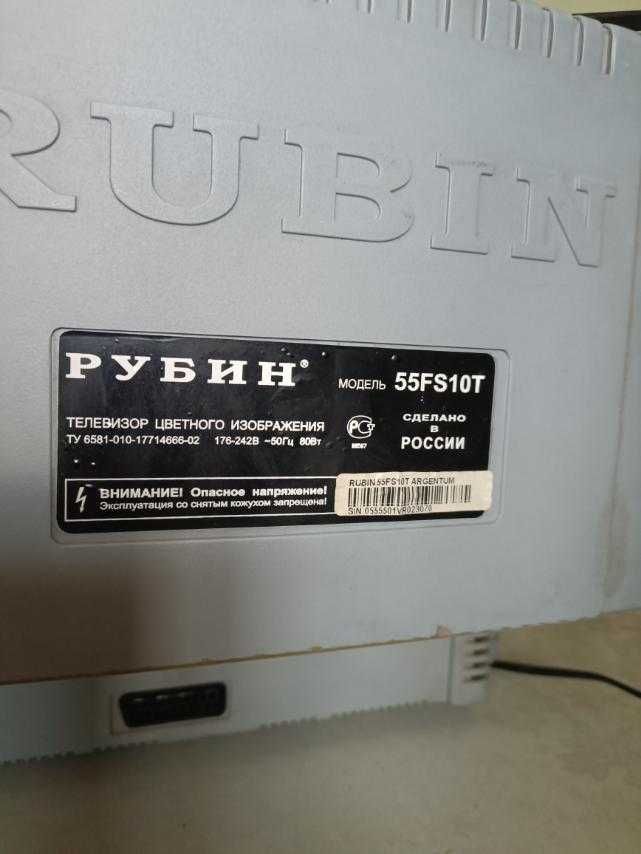 RUBIN
РУБИН®
МОДЕЛЬ 55FS10T
ТЕЛЕВИЗОР ЦВЕТНОГО ИЗОБРАЖЕНИЯ
ТУ 6581-010-17714666-02 176-242В ~50Гц 80Вт
СДЕЛАНО
В
РОССИИ
ВНИМАНИЕ! Опасное напряжение!
Эксплуатация со снятым кожухом запрещена!
RUBIN 55FS10T ARGENTUM
S\N 0555501VR023070